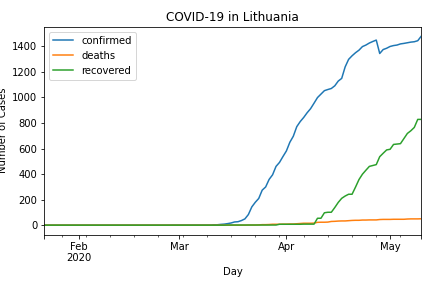 COVID-19 in Lithuania
confirmed
deaths
recovered
Number of Cases
1400
1200
1000
800
600
400
200
0
Feb
2020
Mar
Apr
May
Day